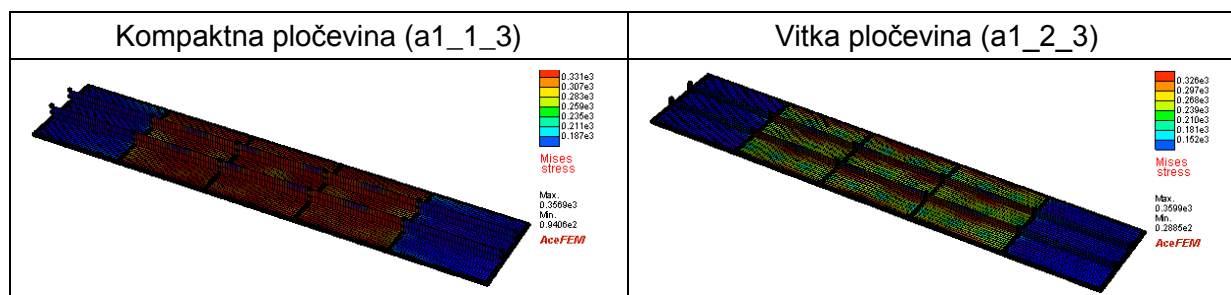 Kompaktna pločevina (a1_1_3)
Vitka pločevina (a1_2_3)
0.331e3
0.307e3
0.283e3
0.259e3
0.235e3
0.211e3
0.187e3
Mises
stress
Max.
0.3569e3
Min.
0.9406e2
AceFEM
0.326e3
0.297e3
0.268e3
0.239e3
0.210e3
0.181e3
0.152e3
Mises
stress
Max.
0.3599e3
Min.
0.2885e2
AceFEM